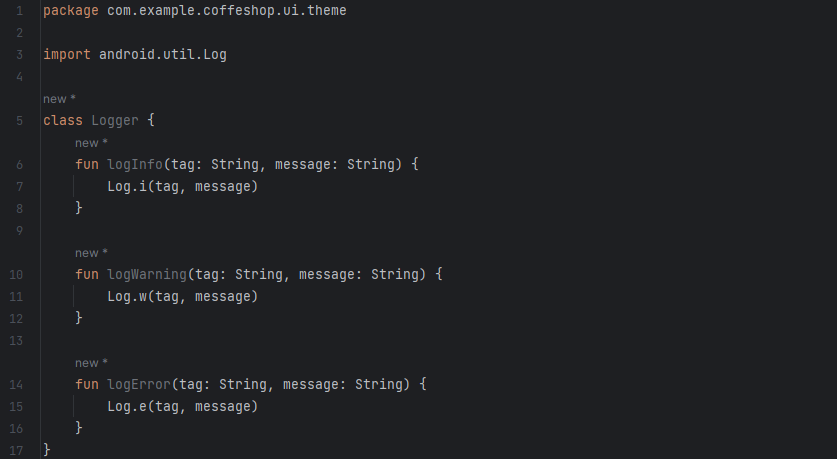 1 package com.example.coffeshop.ui.theme
2
3 import android.util.Log
4
new *
5 class Logger {
new *
6 fun logInfo(tag: String, message: String) {
7 Log.i(tag, message)
8 }
9
new *
10 fun logWarning(tag: String, message: String) {
11 Log.w(tag, message)
12 }
13
new *
14 fun logError(tag: String, message: String) {
15 Log.e(tag, message)
16 }
17 }